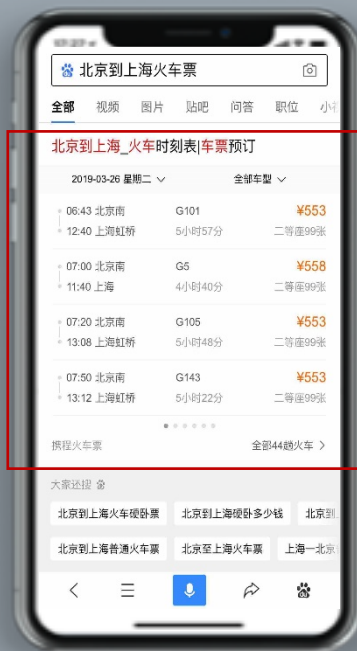 北京到上海火车票
全部 视频 图片 贴吧 问答 职位
北京到上海_火车时刻表|车票预订
2019-03-26 星期二 全部车型
06:43 北京南 G101 ¥553
12:40 上海虹桥 5小时57分 二等座99张
07:00 北京南 G5 ¥558
11:40 上海 4小时40分 二等座99张
07:20 北京南 G105 ¥553
13:08 上海虹桥 5小时48分 二等座99张
07:50 北京南 G143 ¥553
13:12 上海虹桥 5小时22分 二等座99张
携程火车票 全部44趟火车
大家还搜
北京到上海火车硬卧票 北京到上海硬卧多少钱 北京到
北京到上海普通火车票 北京至上海火车票 上海一北京